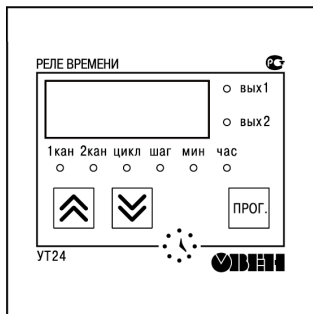 РЕЛЕ ВРЕМЕНИ
вых1
вых2
1кан 2кан цикл шаг мин час
ПРОГ.
УТ24
ОВЕН